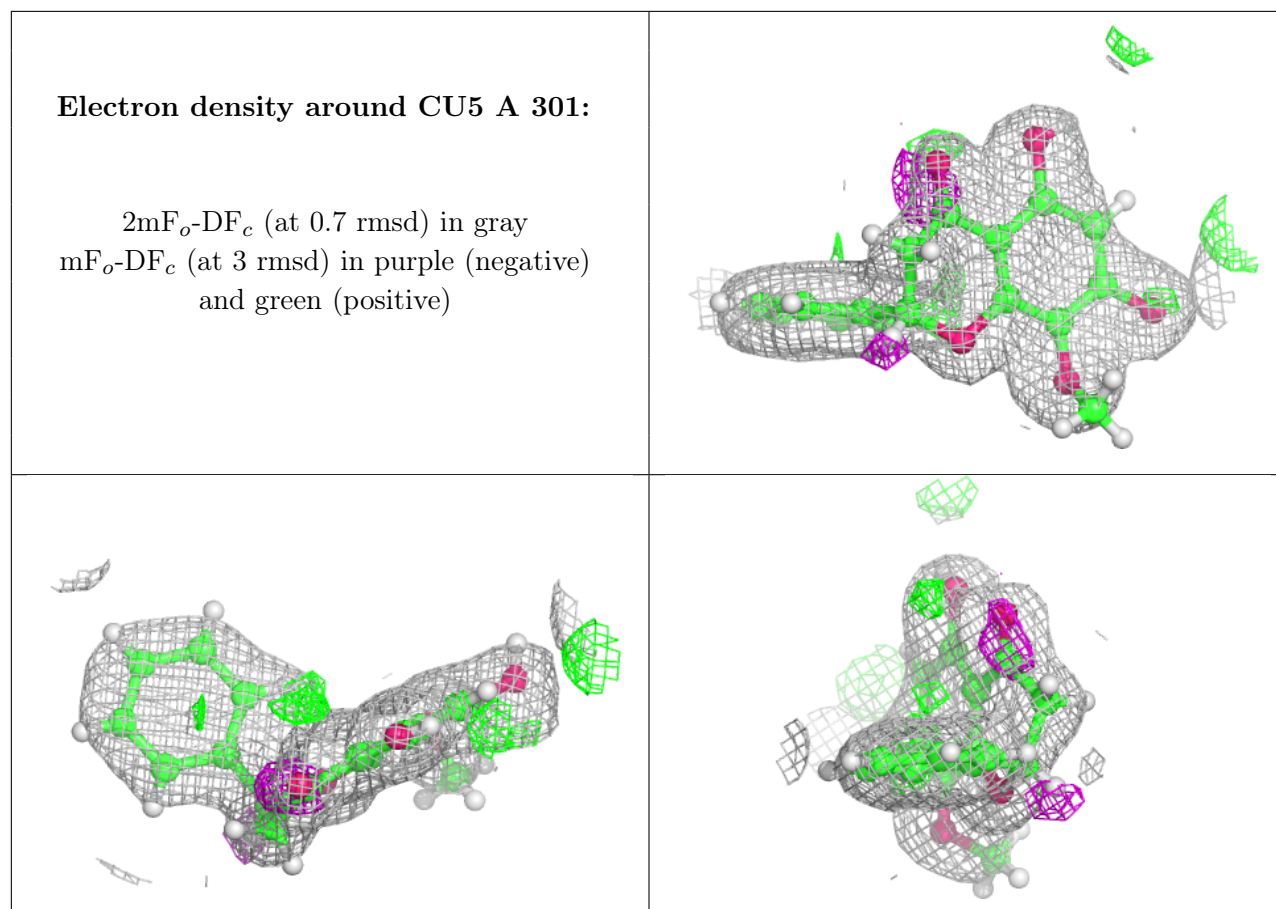 Electron density around CU5 A 301:
2mFo-DFc (at 0.7 rmsd) in gray
mFo-DFc (at 3 rmsd) in purple (negative)
and green (positive)